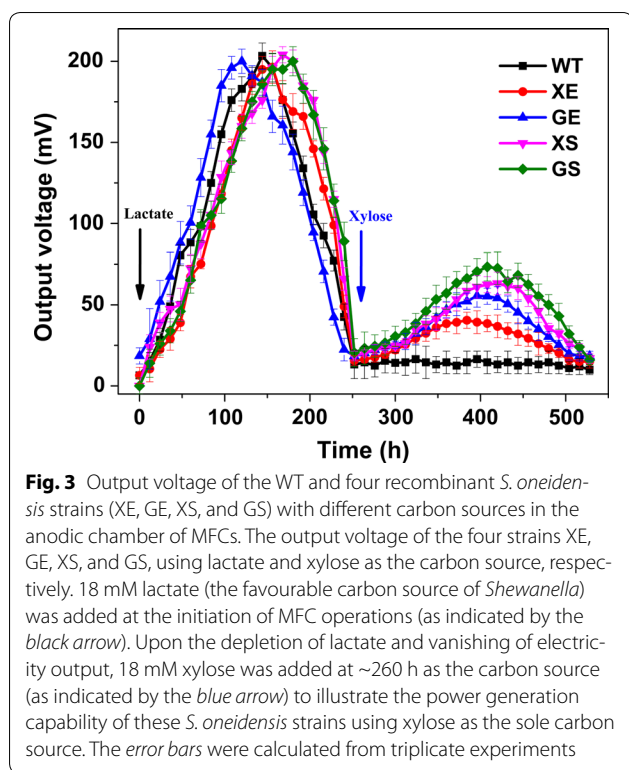 200
150
100
50
0
Output voltage (mV)
WT
XE
GE
XS
GS
Lactate
Xylose
0 100 200 300 400 500
Time (h)
Fig. 3 Output voltage of the WT and four recombinant S. oneiden-
sis strains (XE, GE, XS, and GS) with different carbon sources in the
anodic chamber of MFCs. The output voltage of the four strains XE,
GE, XS, and GS, using lactate and xylose as the carbon source, respec-
tively. 18 mM lactate (the favourable carbon source of Shewanella)
was added at the initiation of MFC operations (as indicated by the
black arrow). Upon the depletion of lactate and vanishing of electric-
ity output, 18 mM xylose was added at ~260 h as the carbon source
(as indicated by the blue arrow) to illustrate the power generation
capability of these S. oneidensis strains using xylose as the sole carbon
source. The error bars were calculated from triplicate experiments